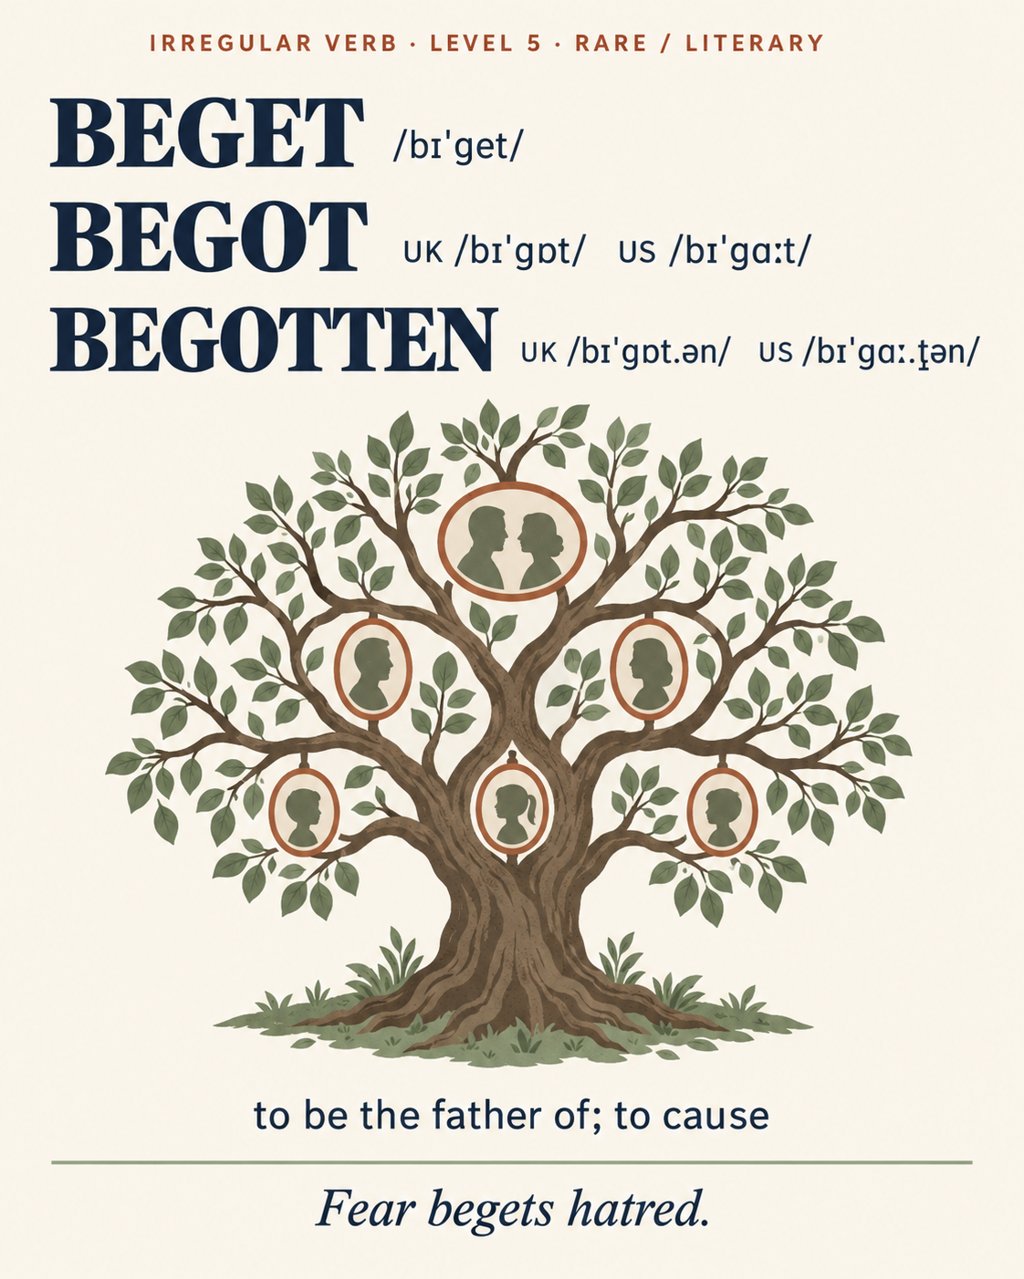 IRREGULAR VERB · LEVEL 5 · RARE / LITERARY
BEGET /bɪˈɡet/
BEGOT UK /bɪˈɡɒt/ US /bɪˈɡɑːt/
BEGOTTEN UK /bɪˈɡɒt.ən/ US /bɪˈɡɑː.t̬ən/
to be the father of; to cause
Fear begets hatred.